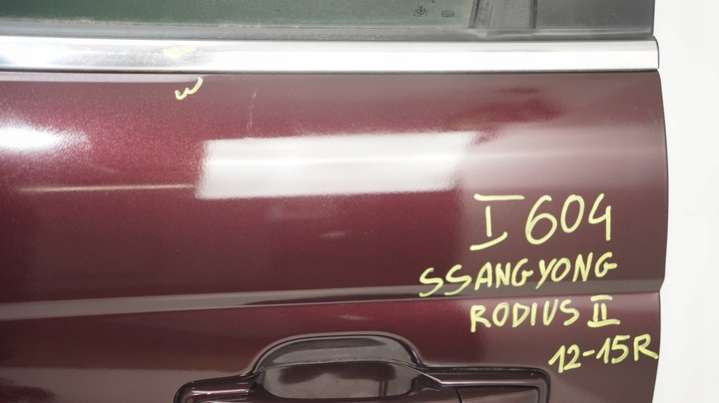 w
I 604
SSANGYONG
RODIUS II
12-15R